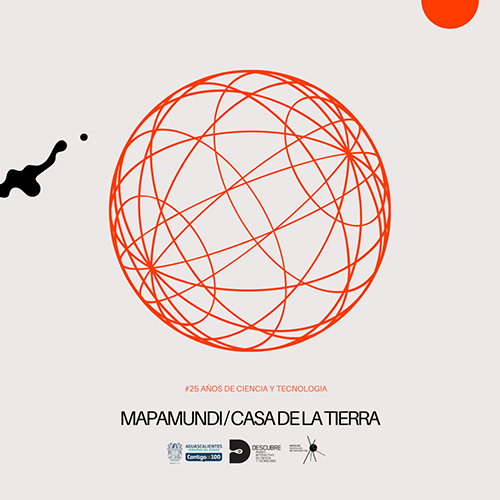 #25 AÑOS DE CIENCIA Y TECNOLOGIA
MAPAMUNDI/CASA DE LA TIERRA
AGUASCALIENTES
Contigo al 100
DESCUBRE
MUSEO
INTERACTIVO
DE CIENCIA
Y TECNOLOGÍA